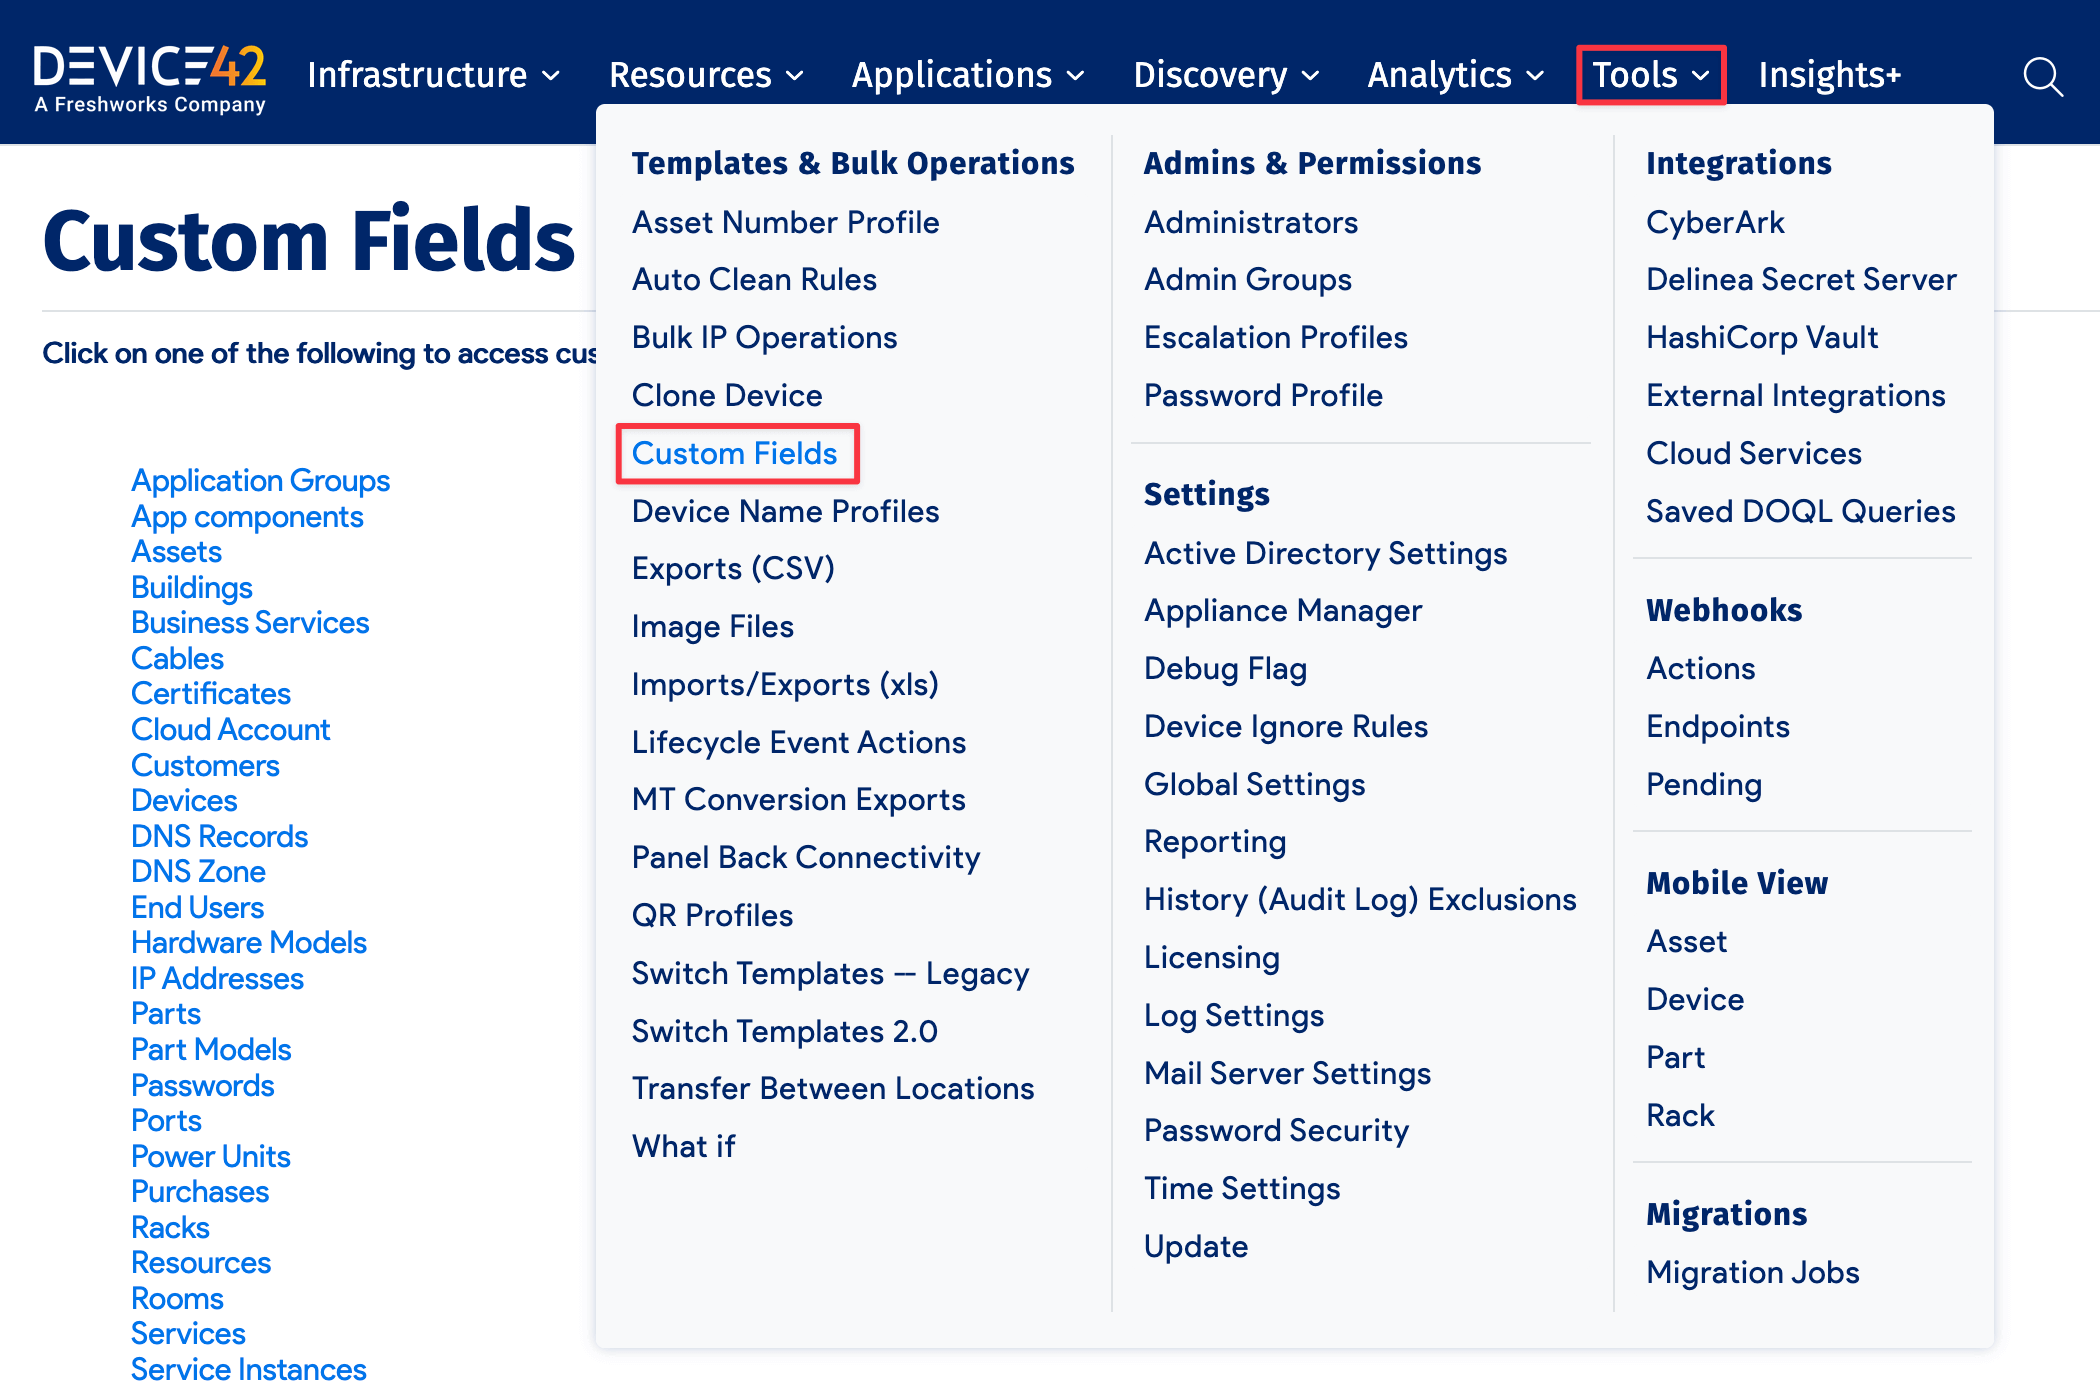 DEVICE42
A Freshworks Company
Infrastructure
Resources
Applications
Discovery
Analytics
Tools
Insights+
Custom Fields
Click on one of the following to access cus
Application Groups
App components
Assets
Buildings
Business Services
Cables
Certificates
Cloud Account
Customers
Devices
DNS Records
DNS Zone
End Users
Hardware Models
IP Addresses
Parts
Part Models
Passwords
Ports
Power Units
Purchases
Racks
Resources
Rooms
Services
Service Instances
Templates & Bulk Operations
Asset Number Profile
Auto Clean Rules
Bulk IP Operations
Clone Device
Custom Fields
Device Name Profiles
Exports (CSV)
Image Files
Imports/Exports (xls)
Lifecycle Event Actions
MT Conversion Exports
Panel Back Connectivity
QR Profiles
Switch Templates -- Legacy
Switch Templates 2.0
Transfer Between Locations
What if
Admins & Permissions
Administrators
Admin Groups
Escalation Profiles
Password Profile
Settings
Active Directory Settings
Appliance Manager
Debug Flag
Device Ignore Rules
Global Settings
Reporting
History (Audit Log) Exclusions
Licensing
Log Settings
Mail Server Settings
Password Security
Time Settings
Update
Integrations
CyberArk
Delinea Secret Server
HashiCorp Vault
External Integrations
Cloud Services
Saved DOQL Queries
Webhooks
Actions
Endpoints
Pending
Mobile View
Asset
Device
Part
Rack
Migrations
Migration Jobs